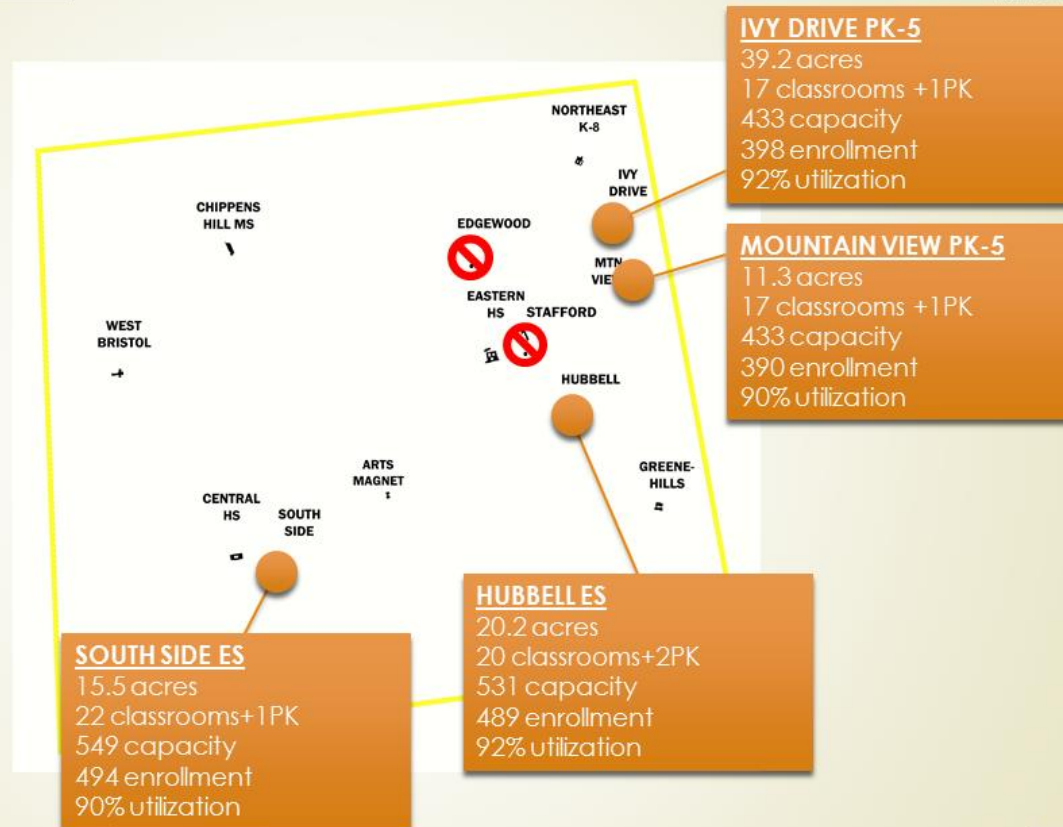 IVY DRIVE PK-5
39.2 acres
17 classrooms +1PK
433 capacity
398 enrollment
92% utilization
NORTHEAST
K-8
IVY
DRIVE
CHIPPENS
HILL MS
EDGEWOOD
MOUNTAIN VIEW PK-5
11.3 acres
17 classrooms +1PK
433 capacity
390 enrollment
90% utilization
MTN
EASTERN
HS
STAFFORD
WEST
BRISTOL
HUBBELL
ARTS
MAGNET
GREENE-
HILLS
CENTRAL
HS
SOUTH
SIDE
HUBBELL ES
20.2 acres
20 classrooms+2PK
531 capacity
489 enrollment
92% utilization
SOUTH SIDE ES
15.5 acres
22 classrooms+1PK
549 capacity
494 enrollment
90% utilization